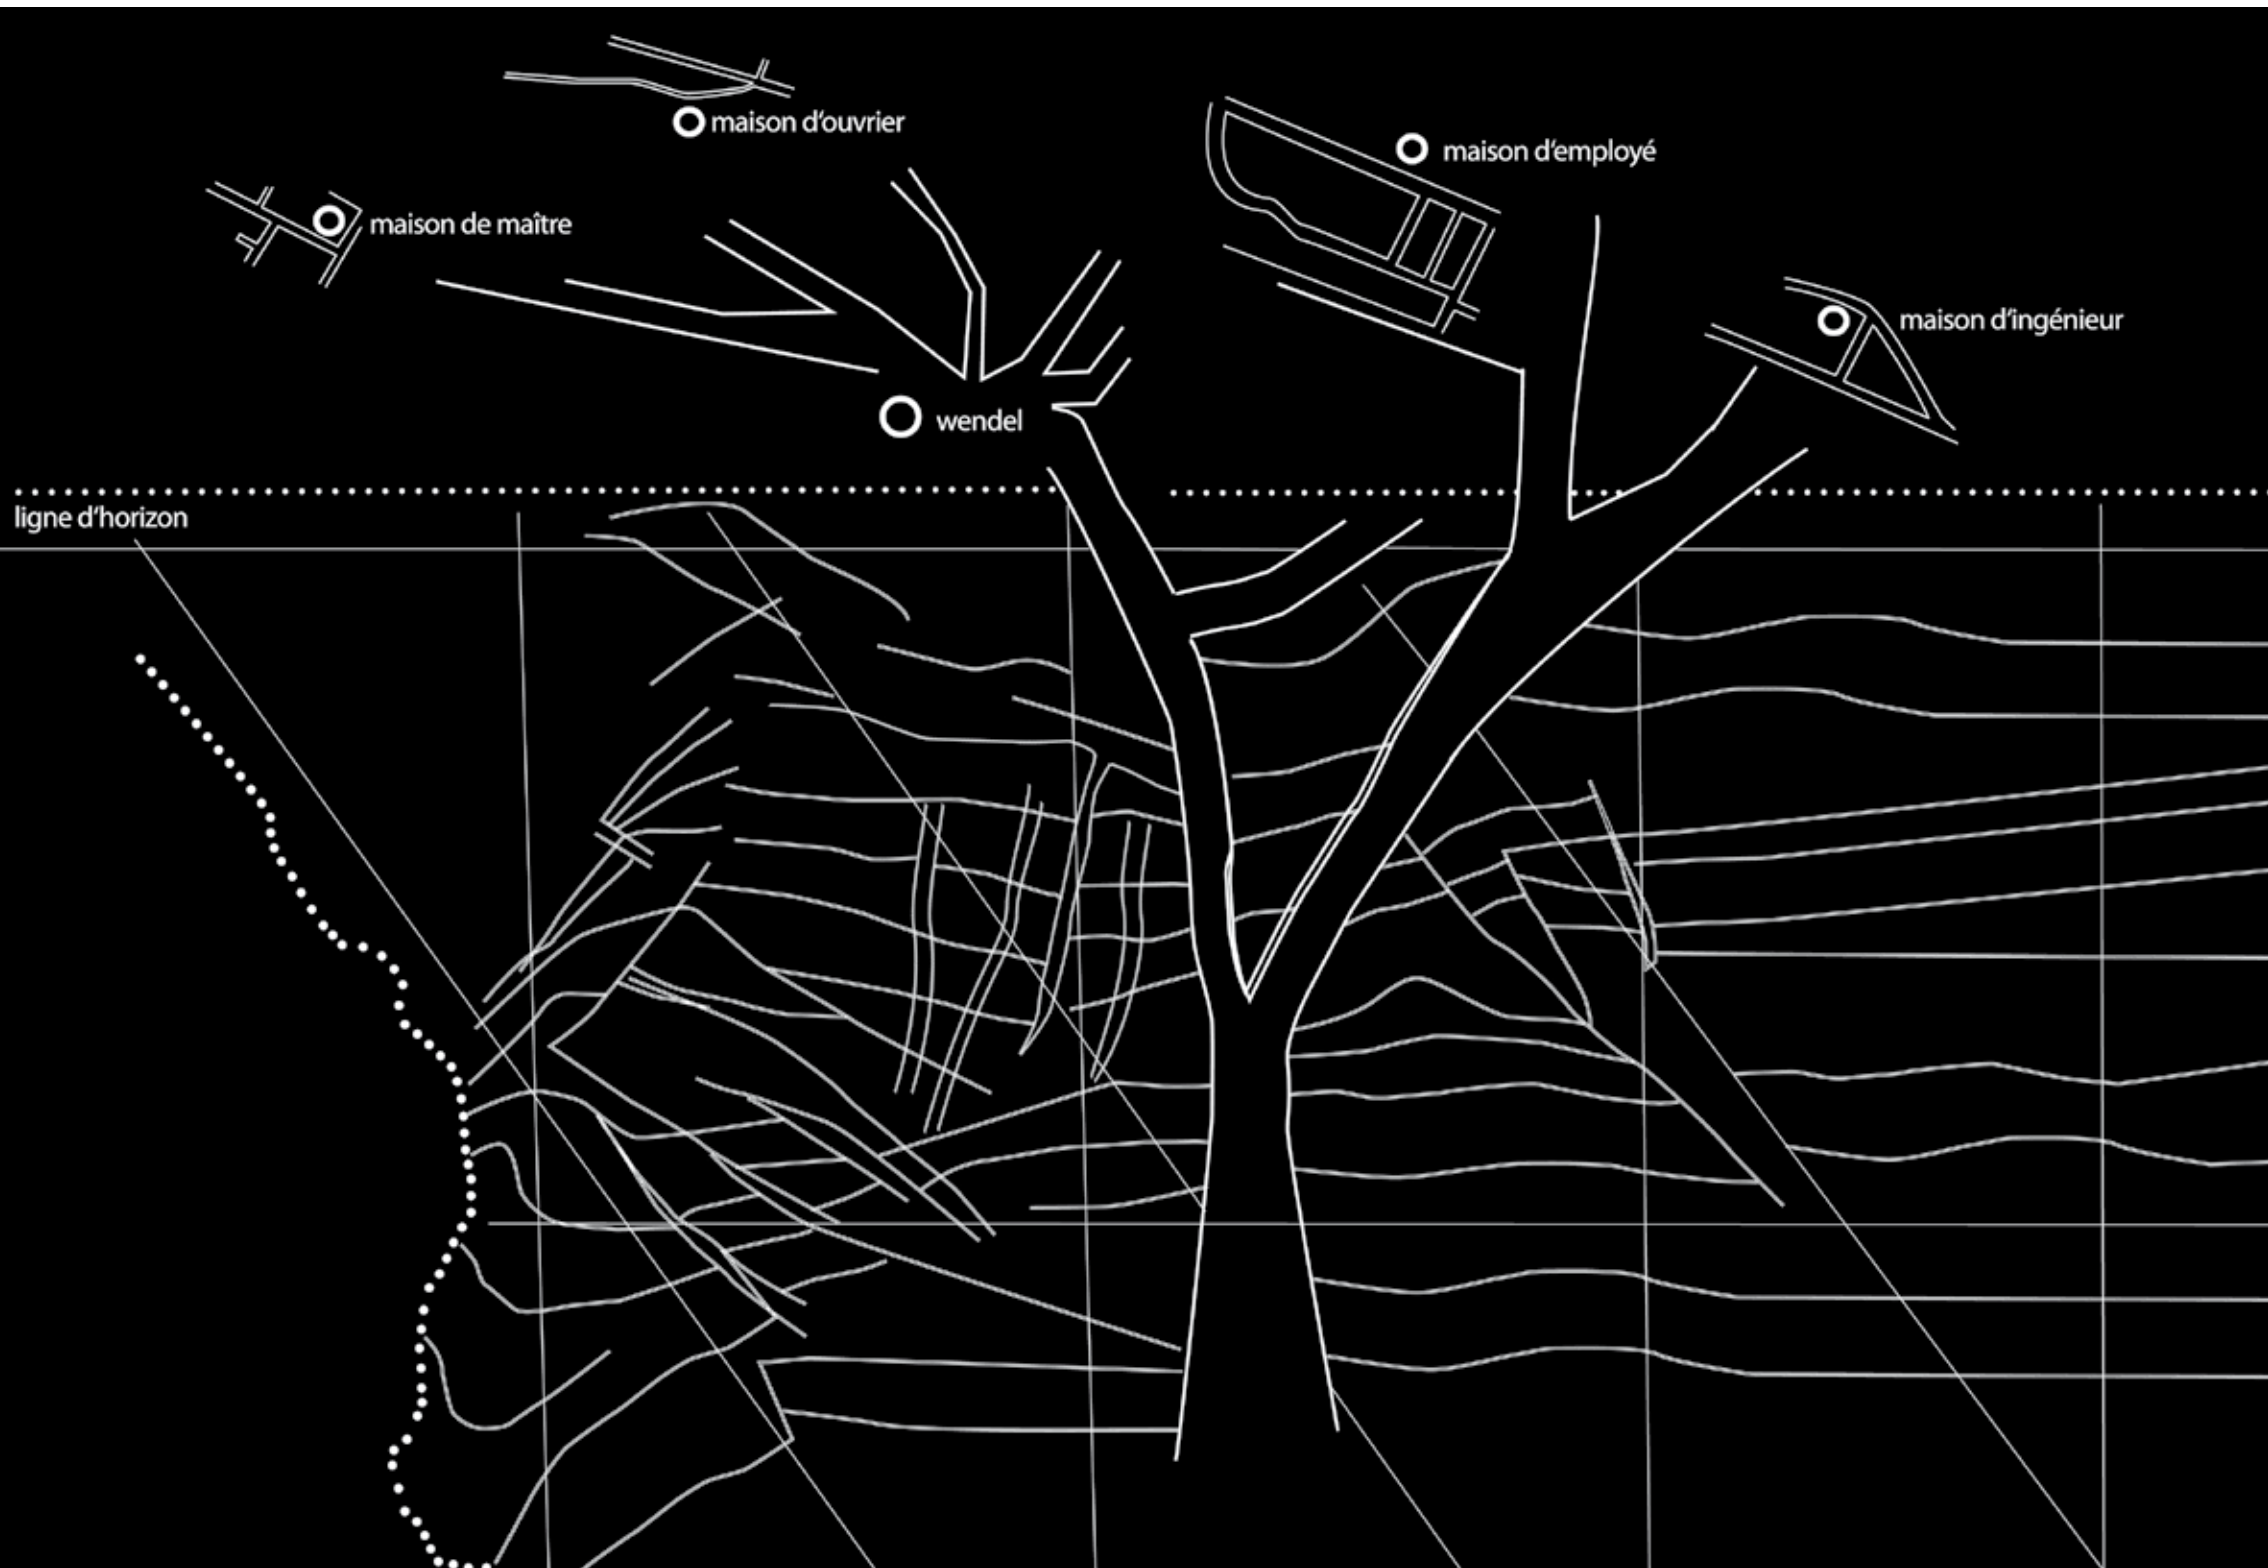 maison d'ouvrier
maison d'employé
maison de maître
maison d'ingénieur
wendel
ligne d'horizon